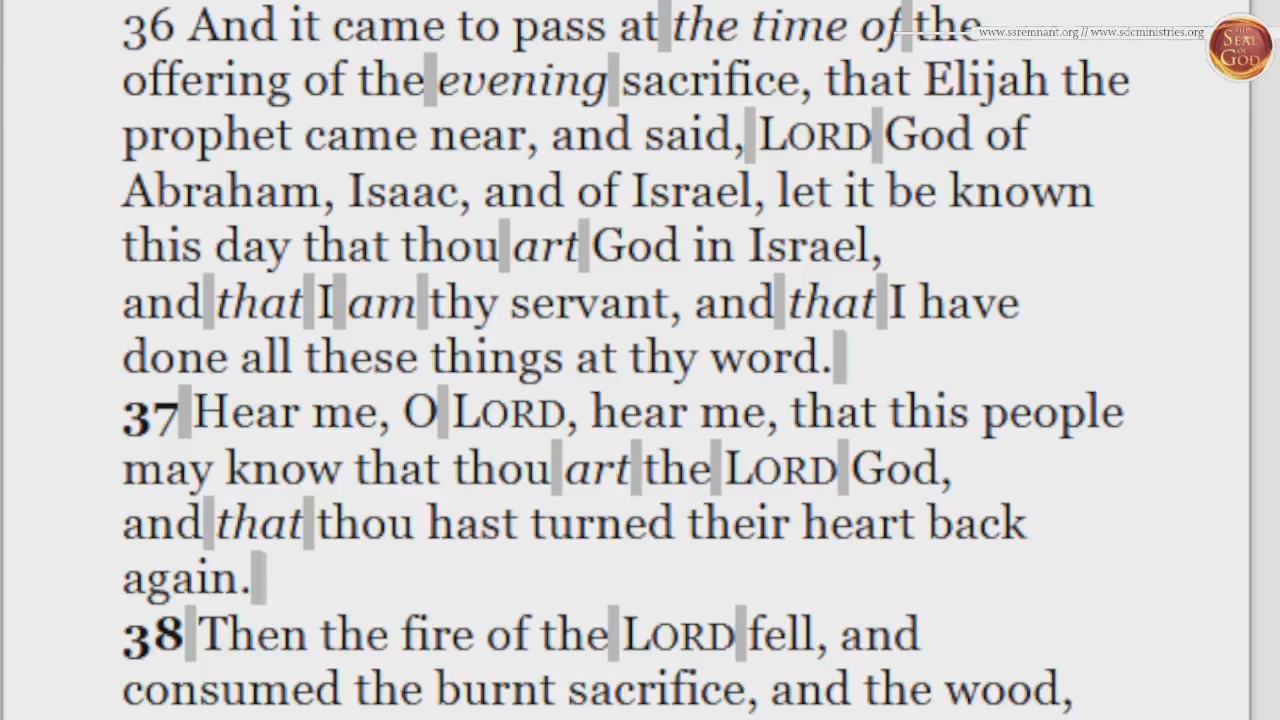 36 And it came to pass at the time of the
www.ssremnant.org // www.sdcministries.org
THE SEAL OF GOD
offering of the evening sacrifice, that Elijah the
prophet came near, and said, LORD God of
Abraham, Isaac, and of Israel, let it be known
this day that thou art God in Israel,
and that I am thy servant, and that I have
done all these things at thy word.
37 Hear me, O LORD, hear me, that this people
may know that thou art the LORD God,
and that thou hast turned their heart back
again.
38 Then the fire of the LORD fell, and
consumed the burnt sacrifice, and the wood,